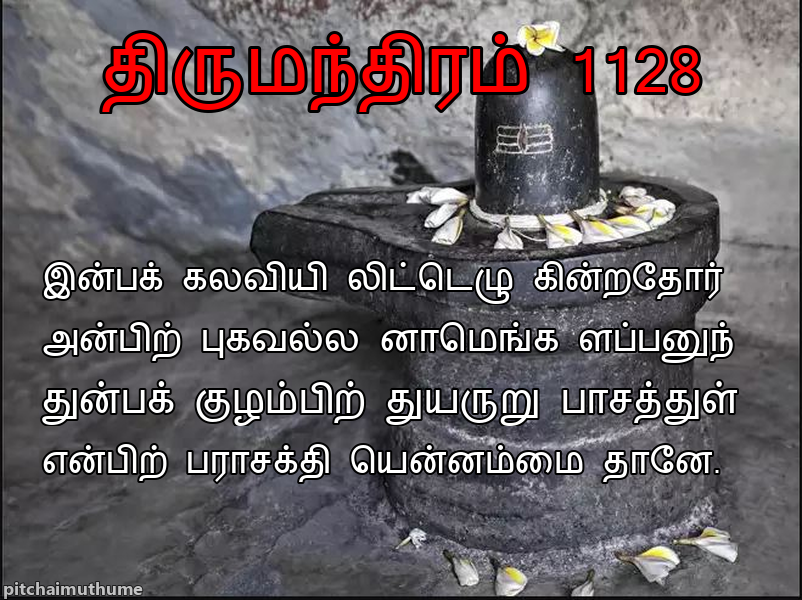 திருமந்திரம் 1128
இன்பக் கலவியி லிட்டெழு கின்றதோர்
அன்பிற் புகவல்ல னாமெங்க ளப்பனுந்
துன்பக் குழம்பிற் துயருறு பாசத்துள்
என்பிற் பராசக்தி யென்னம்மை தானே.
pitchaimuthume